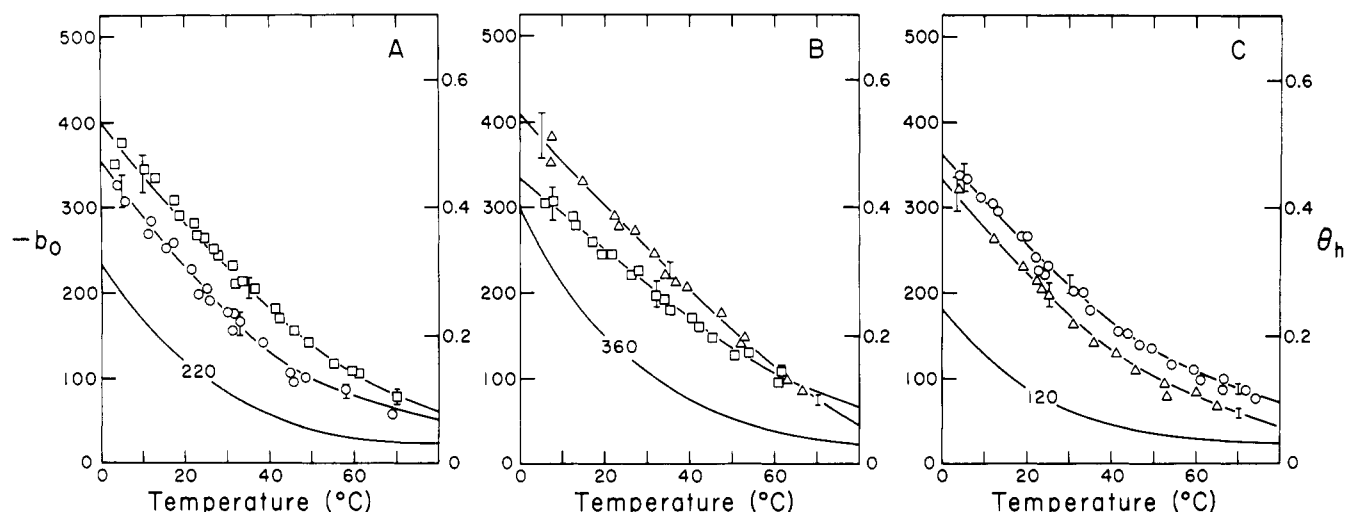 500 A 500 B 500 C
0.6 0.6 0.6
400 400 400
-b₀ 300 0.4 300 0.4 300 0.4 θₕ
200 200 200
0.2 0.2 0.2
220 360 120
100 100 100
0 0 0 0 0 0
0 20 40 60 0 20 40 60 0 20 40 60 80
Temperature (°C) Temperature (°C) Temperature (°C)